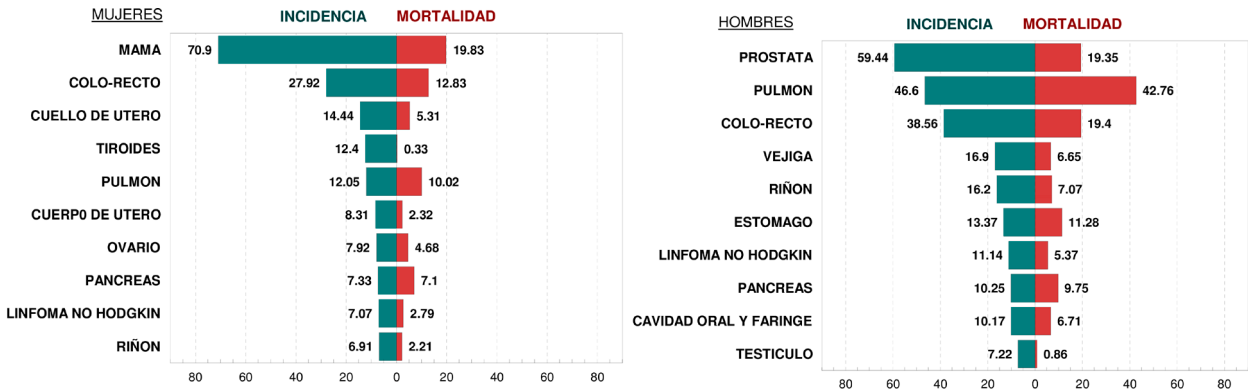 MUJERES
INCIDENCIA MORTALIDAD
MAMA 70.9 19.83
COLO-RECTO 27.92 12.83
CUELLO DE UTERO 14.44 5.31
TIROIDES 12.4 0.33
PULMON 12.05 10.02
CUERP0 DE UTERO 8.31 2.32
OVARIO 7.92 4.68
PANCREAS 7.33 7.1
LINFOMA NO HODGKIN 7.07 2.79
RIÑON 6.91 2.21
80 60 40 20 0 20 40 60 80
HOMBRES
INCIDENCIA MORTALIDAD
PROSTATA 59.44 19.35
PULMON 46.6 42.76
COLO-RECTO 38.56 19.4
VEJIGA 16.9 6.65
RIÑON 16.2 7.07
ESTOMAGO 13.37 11.28
LINFOMA NO HODGKIN 11.14 5.37
PANCREAS 10.25 9.75
CAVIDAD ORAL Y FARINGE 10.17 6.71
TESTICULO 7.22 0.86
80 60 40 20 0 20 40 60 80